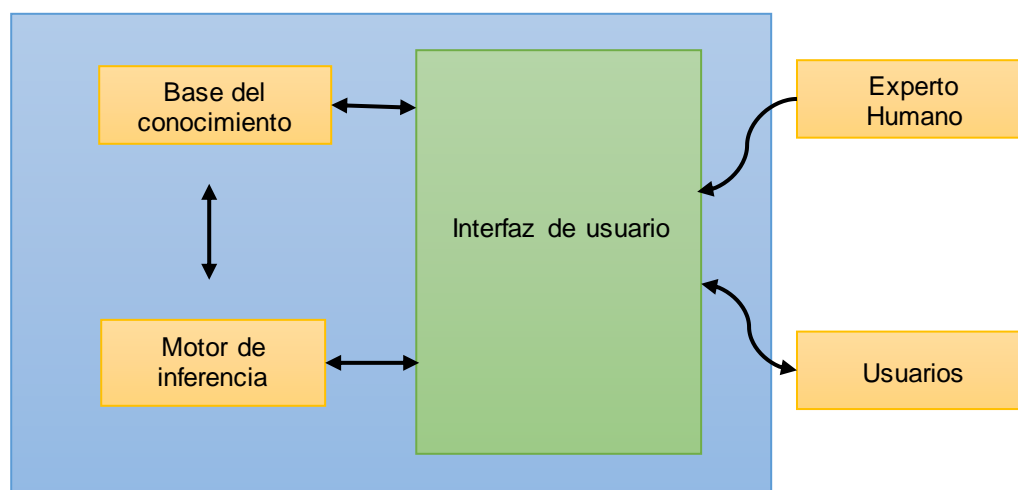 Base del
conocimiento
Experto
Humano
Interfaz de usuario
Motor de
inferencia
Usuarios